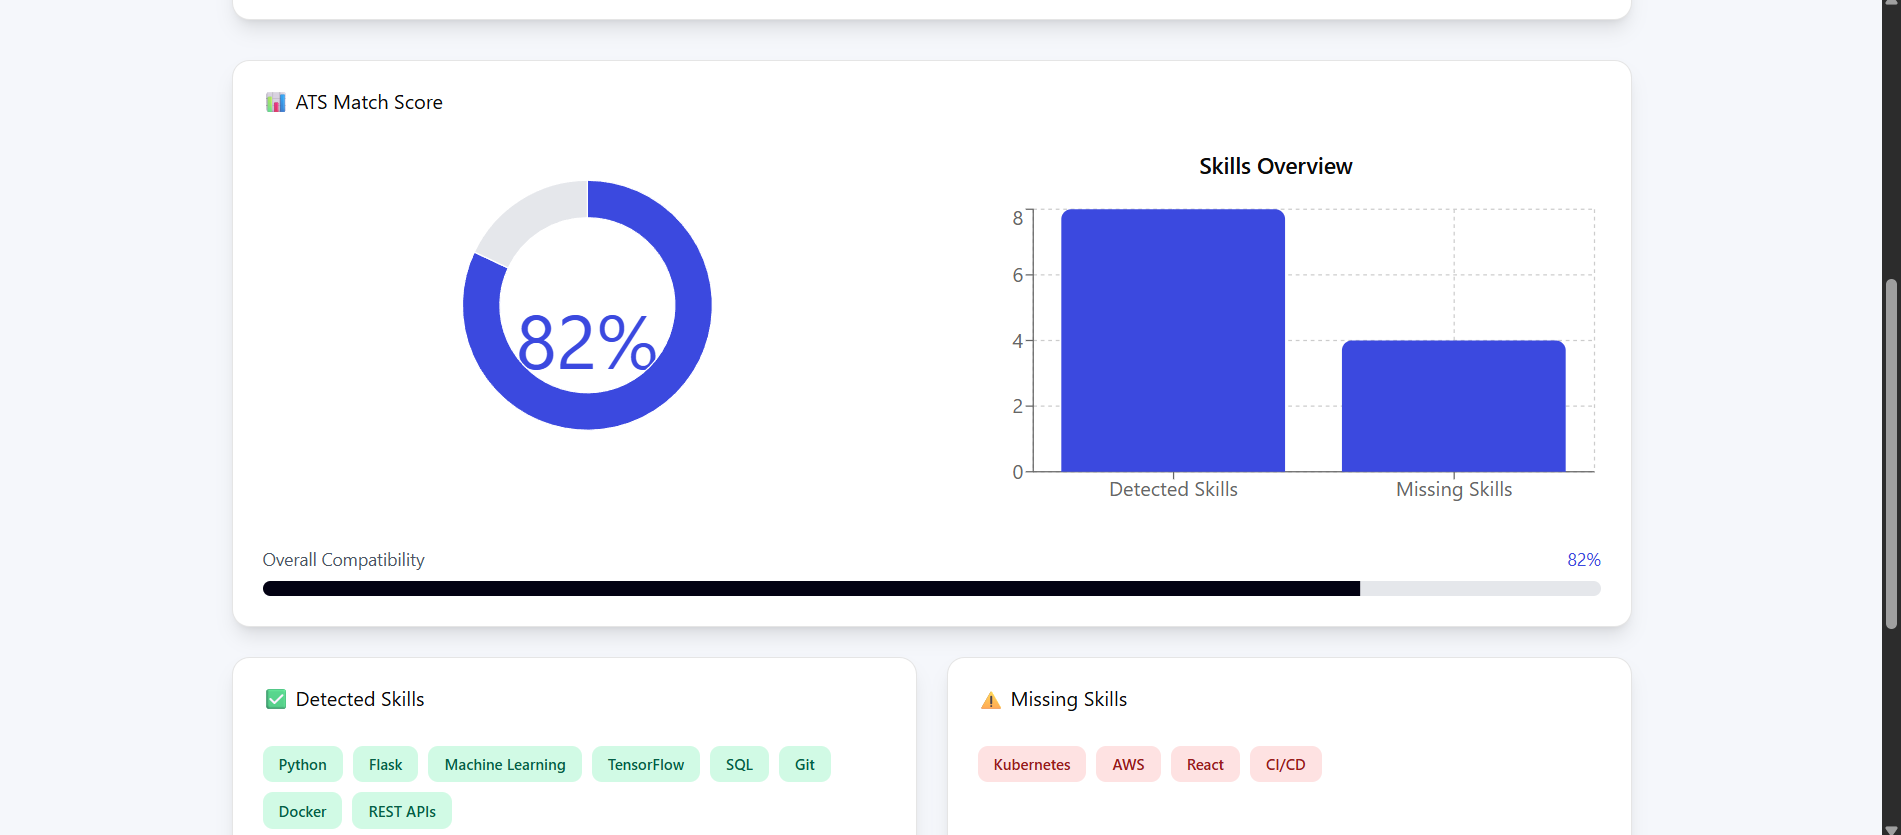 ATS Match Score
82%
Skills Overview
8
6
4
2
0
Detected Skills Missing Skills
Overall Compatibility 82%
Detected Skills
Python Flask Machine Learning TensorFlow SQL Git
Docker REST APIs
Missing Skills
Kubernetes AWS React CI/CD